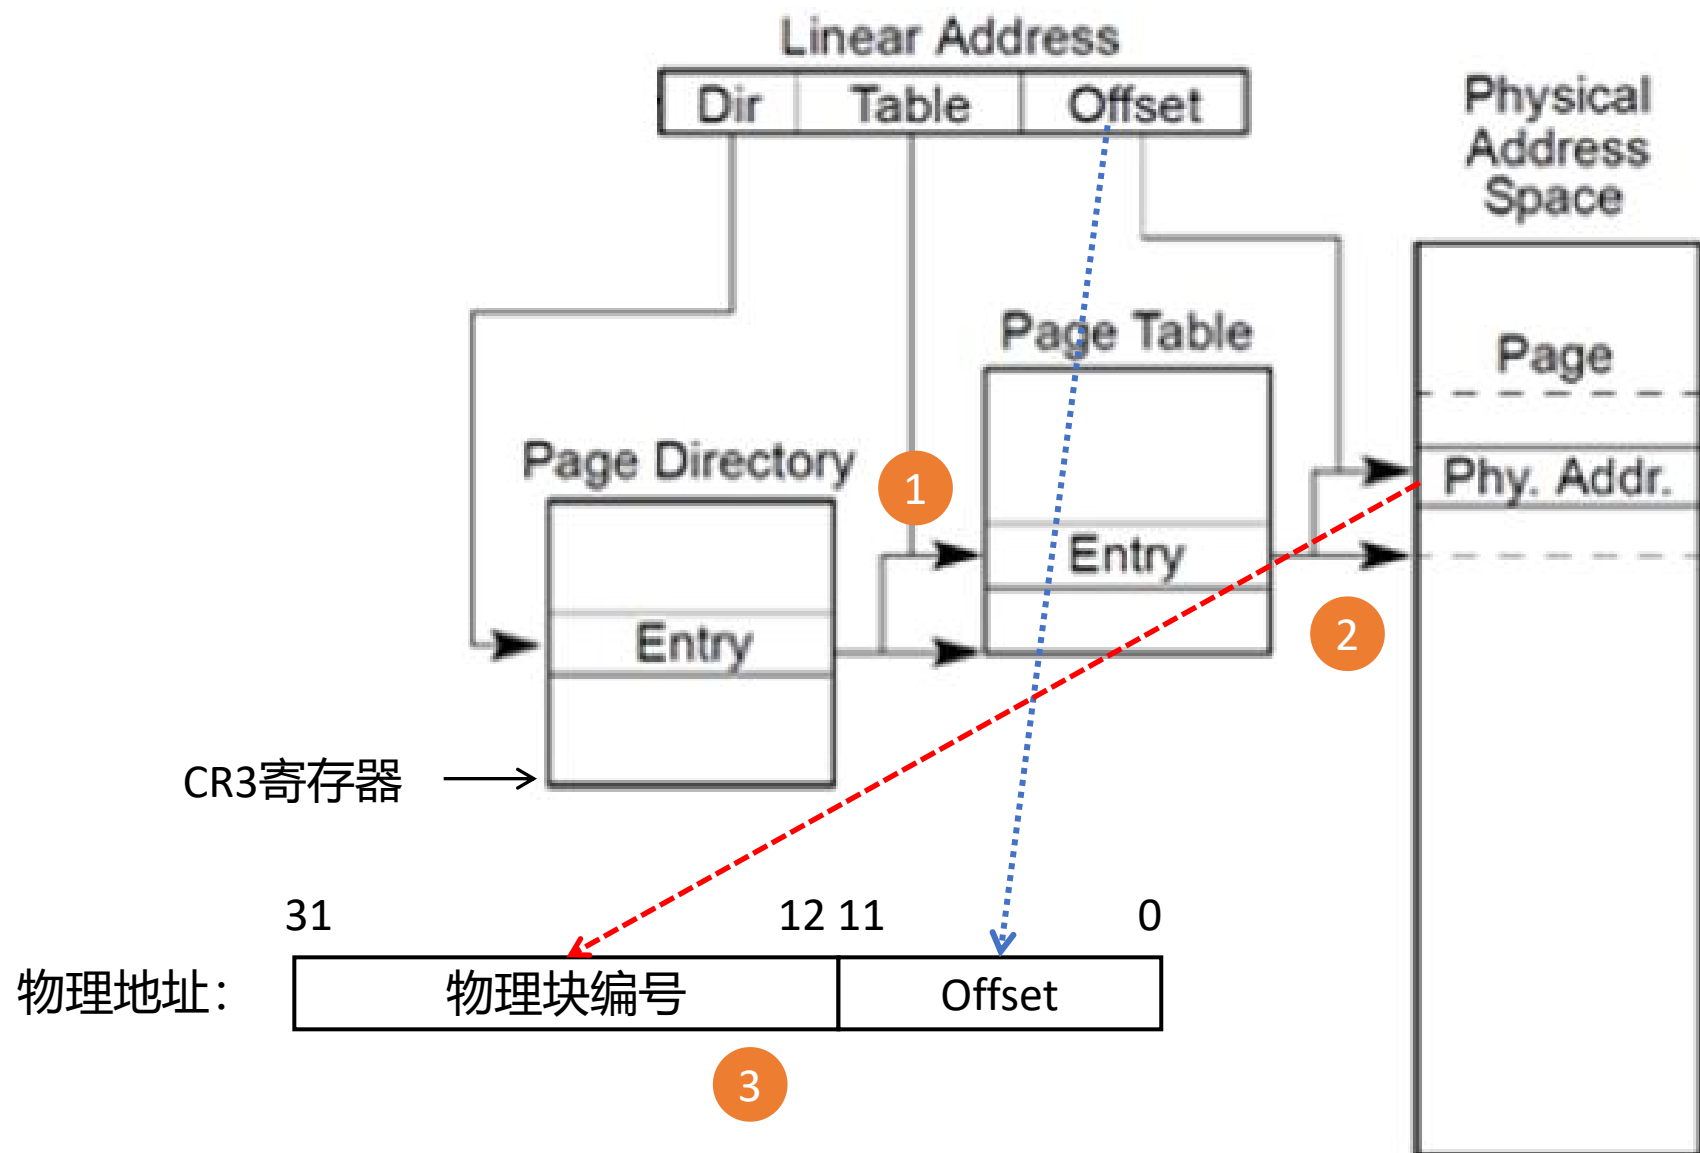 Linear Address
Dir Table Offset
Physical
Address
Space
Page Table
Page
Page Directory
1
Phy. Addr.
Entry
2
Entry
CR3寄存器
31 12 11 0
物理地址：
物理块编号 Offset
3